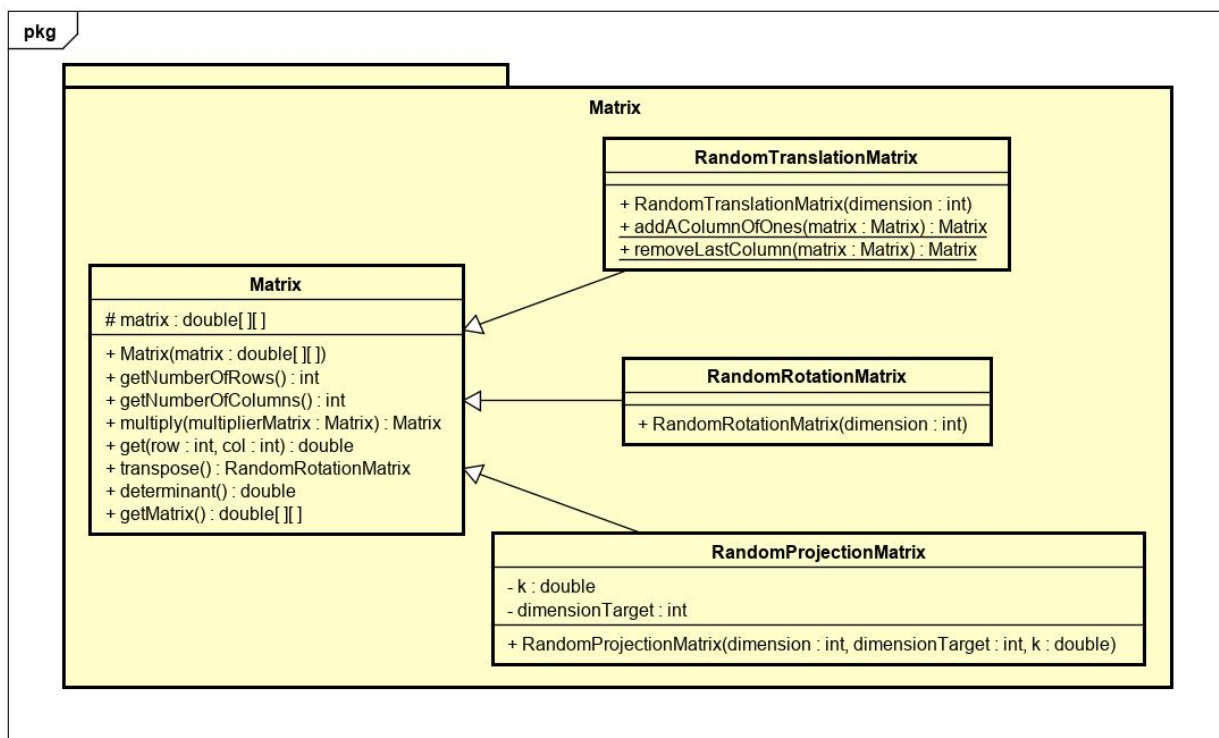 pkg
Matrix
RandomTranslationMatrix
+ RandomTranslationMatrix(dimension : int)
+ addAColumnOfOnes(matrix : Matrix) : Matrix
+ removeLastColumn(matrix : Matrix) : Matrix
Matrix
# matrix : double[ ][ ]
+ Matrix(matrix : double[ ][ ])
+ getNumberOfRows() : int
+ getNumberOfColumns() : int
+ multiply(multiplierMatrix : Matrix) : Matrix
+ get(row : int, col : int) : double
+ transpose() : RandomRotationMatrix
+ determinant() : double
+ getMatrix() : double[ ][ ]
RandomRotationMatrix
+ RandomRotationMatrix(dimension : int)
RandomProjectionMatrix
- k : double
- dimensionTarget : int
+ RandomProjectionMatrix(dimension : int, dimensionTarget : int, k : double)